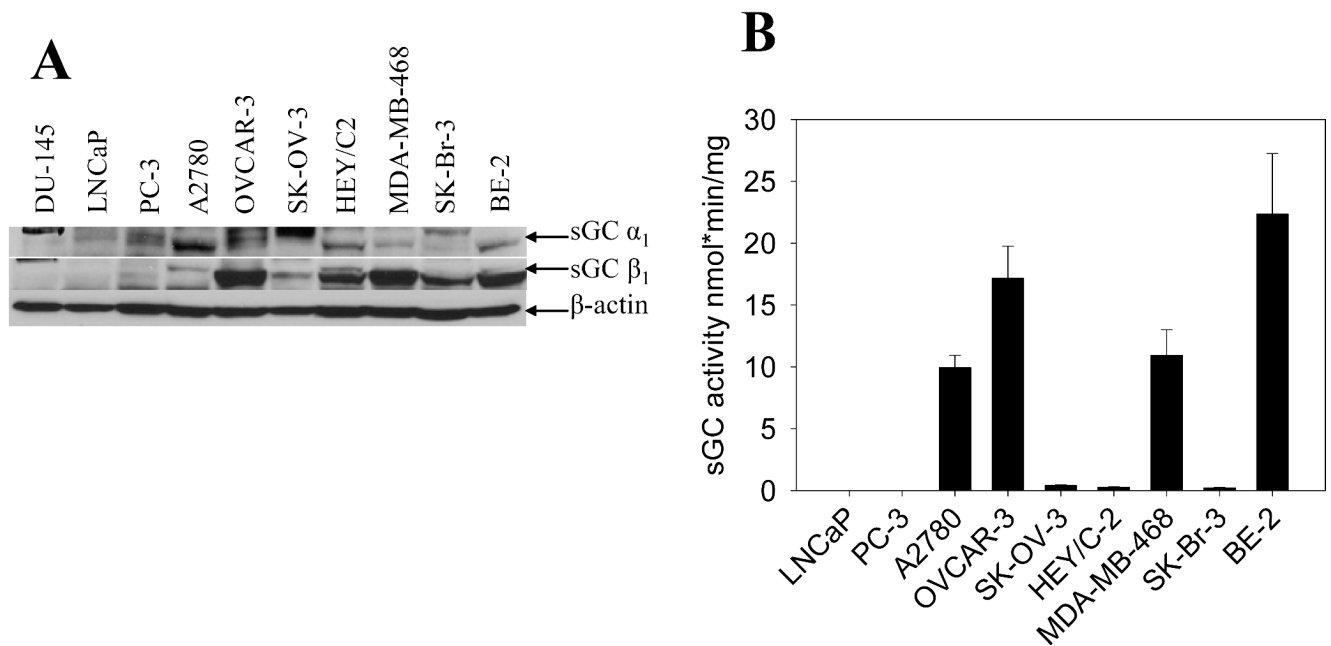 A
DU-145
LNCaP
PC-3
A2780
OVCAR-3
SK-OV-3
HEY/C2
MDA-MB-468
SK-Br-3
BE-2
sGC α₁
sGC β₁
β-actin
B
sGC activity nmol*min/mg
30
25
20
15
10
5
0
LNCaP
PC-3
A2780
OVCAR-3
SK-OV-3
HEY/C-2
MDA-MB-468
SK-Br-3
BE-2